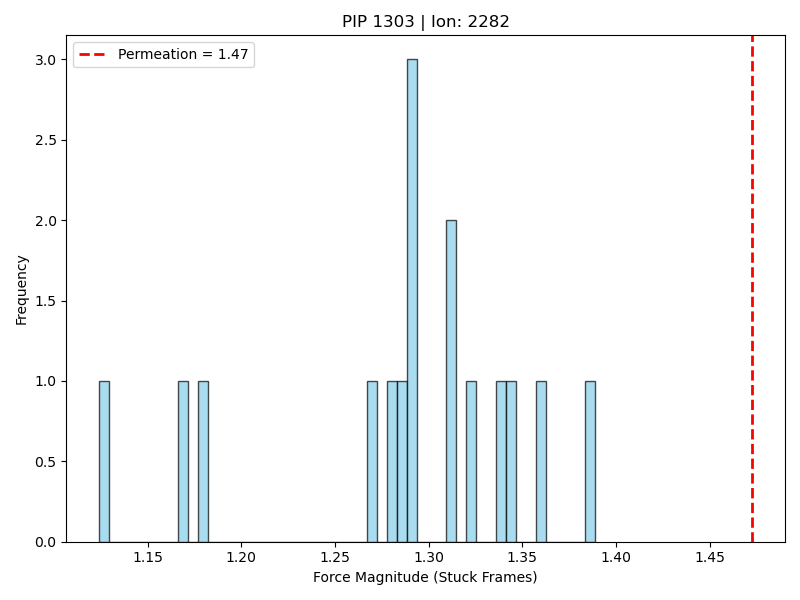 PIP 1303 | Ion: 2282
Permeation = 1.47
Frequency
3.0
2.5
2.0
1.5
1.0
0.5
0.0
1.15 1.20 1.25 1.30 1.35 1.40 1.45
Force Magnitude (Stuck Frames)